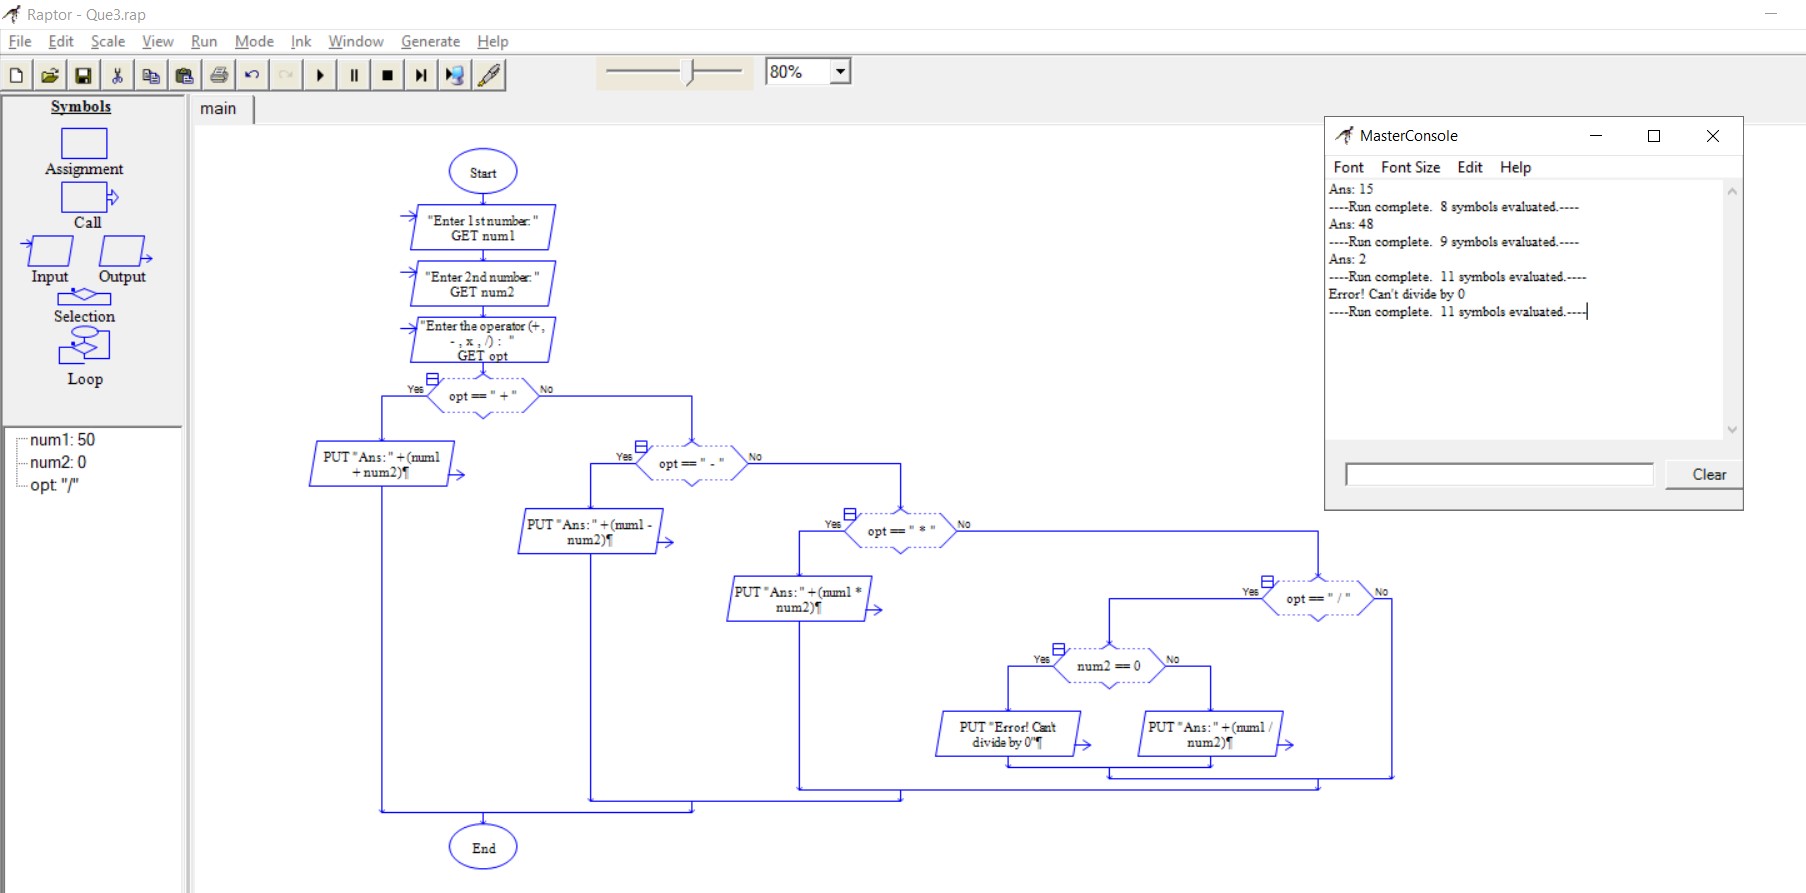 Raptor - Que3.rap
File Edit Scale View Run Mode Ink Window Generate Help
80%
Symbols
Assignment
Call
Input Output
Selection
Loop
num1: 50
num2: 0
opt: "/"
main
Start
"Enter 1st number: "
GET num1
"Enter 2nd number: "
GET num2
"Enter the operator (+,
- , x , /) : "
GET opt
Yes
opt == " + "
No
PUT "Ans: " +(num1
+ num2)¶
Yes
opt == " - "
No
PUT "Ans: " +(num1 -
num2)¶
Yes
opt == " * "
No
PUT "Ans: " +(num1 *
num2)¶
Yes
opt == " / "
No
Yes
num2 == 0
No
PUT "Error! Can't
divide by 0"¶
PUT "Ans: " +(num1 /
num2)¶
End
MasterConsole
Font Font Size Edit Help
Ans: 15
----Run complete. 8 symbols evaluated.----
Ans: 48
----Run complete. 9 symbols evaluated.----
Ans: 2
----Run complete. 11 symbols evaluated.----
Error! Can't divide by 0
----Run complete. 11 symbols evaluated.----
Clear